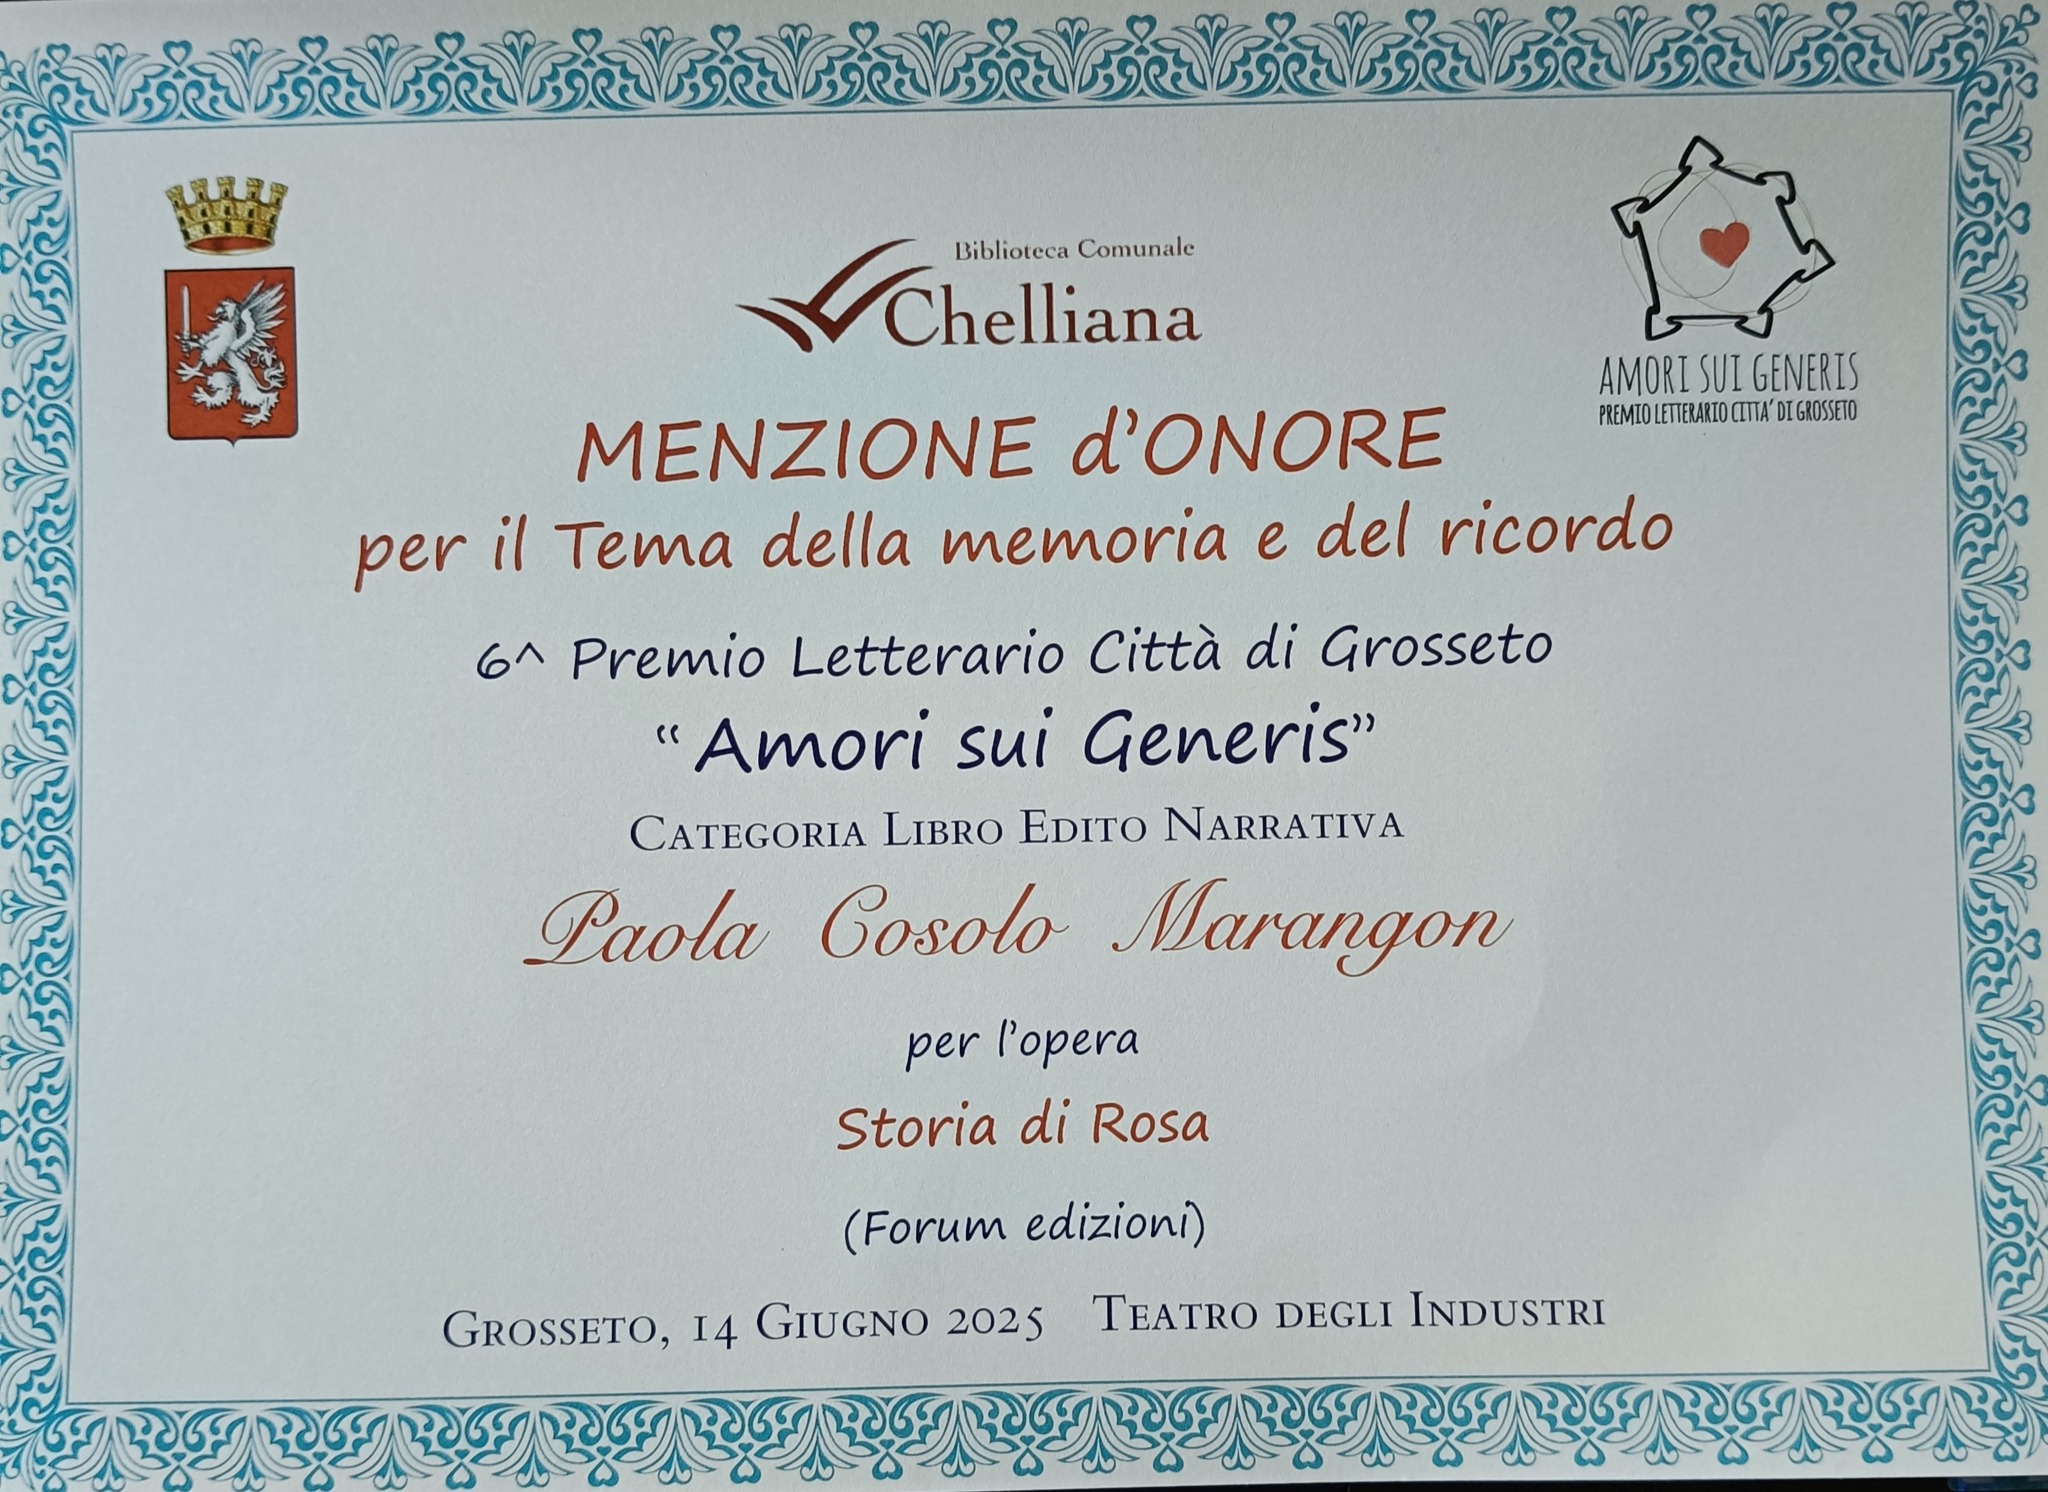 Biblioteca Comunale
Chelliana
AMORI SUI GENERIS
PREMIO LETTERARIO CITTA' DI GROSSETO
MENZIONE d'ONORE
per il Tema della memoria e del ricordo
6^ Premio Letterario Città di Grosseto
“Amori sui Generis”
CATEGORIA LIBRO EDITO NARRATIVA
Paola Cosolo Marangon
per l'opera
Storia di Rosa
(Forum edizioni)
GROSSETO, 14 GIUGNO 2025 TEATRO DEGLI INDUSTRI